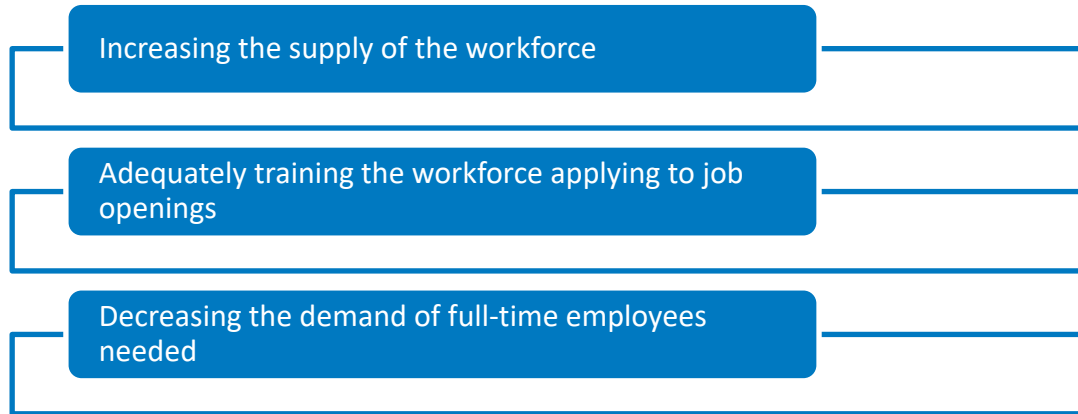 Increasing the supply of the workforce
Adequately training the workforce applying to job
openings
Decreasing the demand of full-time employees
needed